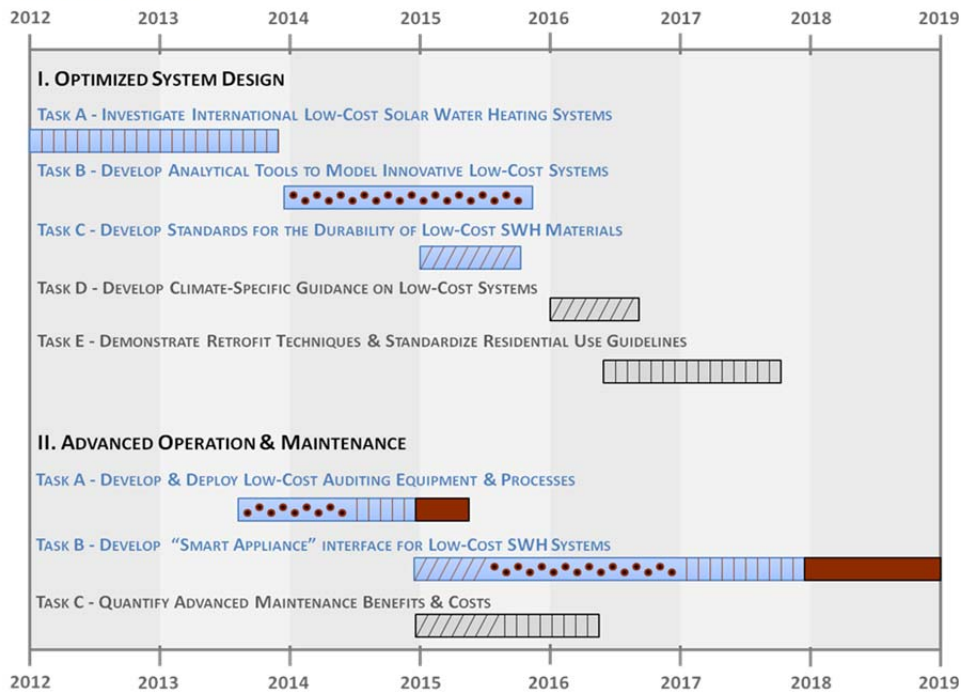 2012 2013 2014 2015 2016 2017 2018 2019
I. Optimized System Design
Task A - Investigate International Low-Cost Solar Water Heating Systems
Task B - Develop Analytical Tools to Model Innovative Low-Cost Systems
Task C - Develop Standards for the Durability of Low-Cost SWH Materials
Task D - Develop Climate-Specific Guidance on Low-Cost Systems
Task E - Demonstrate Retrofit Techniques & Standardize Residential Use Guidelines
II. Advanced Operation & Maintenance
Task A - Develop & Deploy Low-Cost Auditing Equipment & Processes
Task B - Develop “Smart Appliance” interface for Low-Cost SWH Systems
Task C - Quantify Advanced Maintenance Benefits & Costs
2012 2013 2014 2015 2016 2017 2018 2019